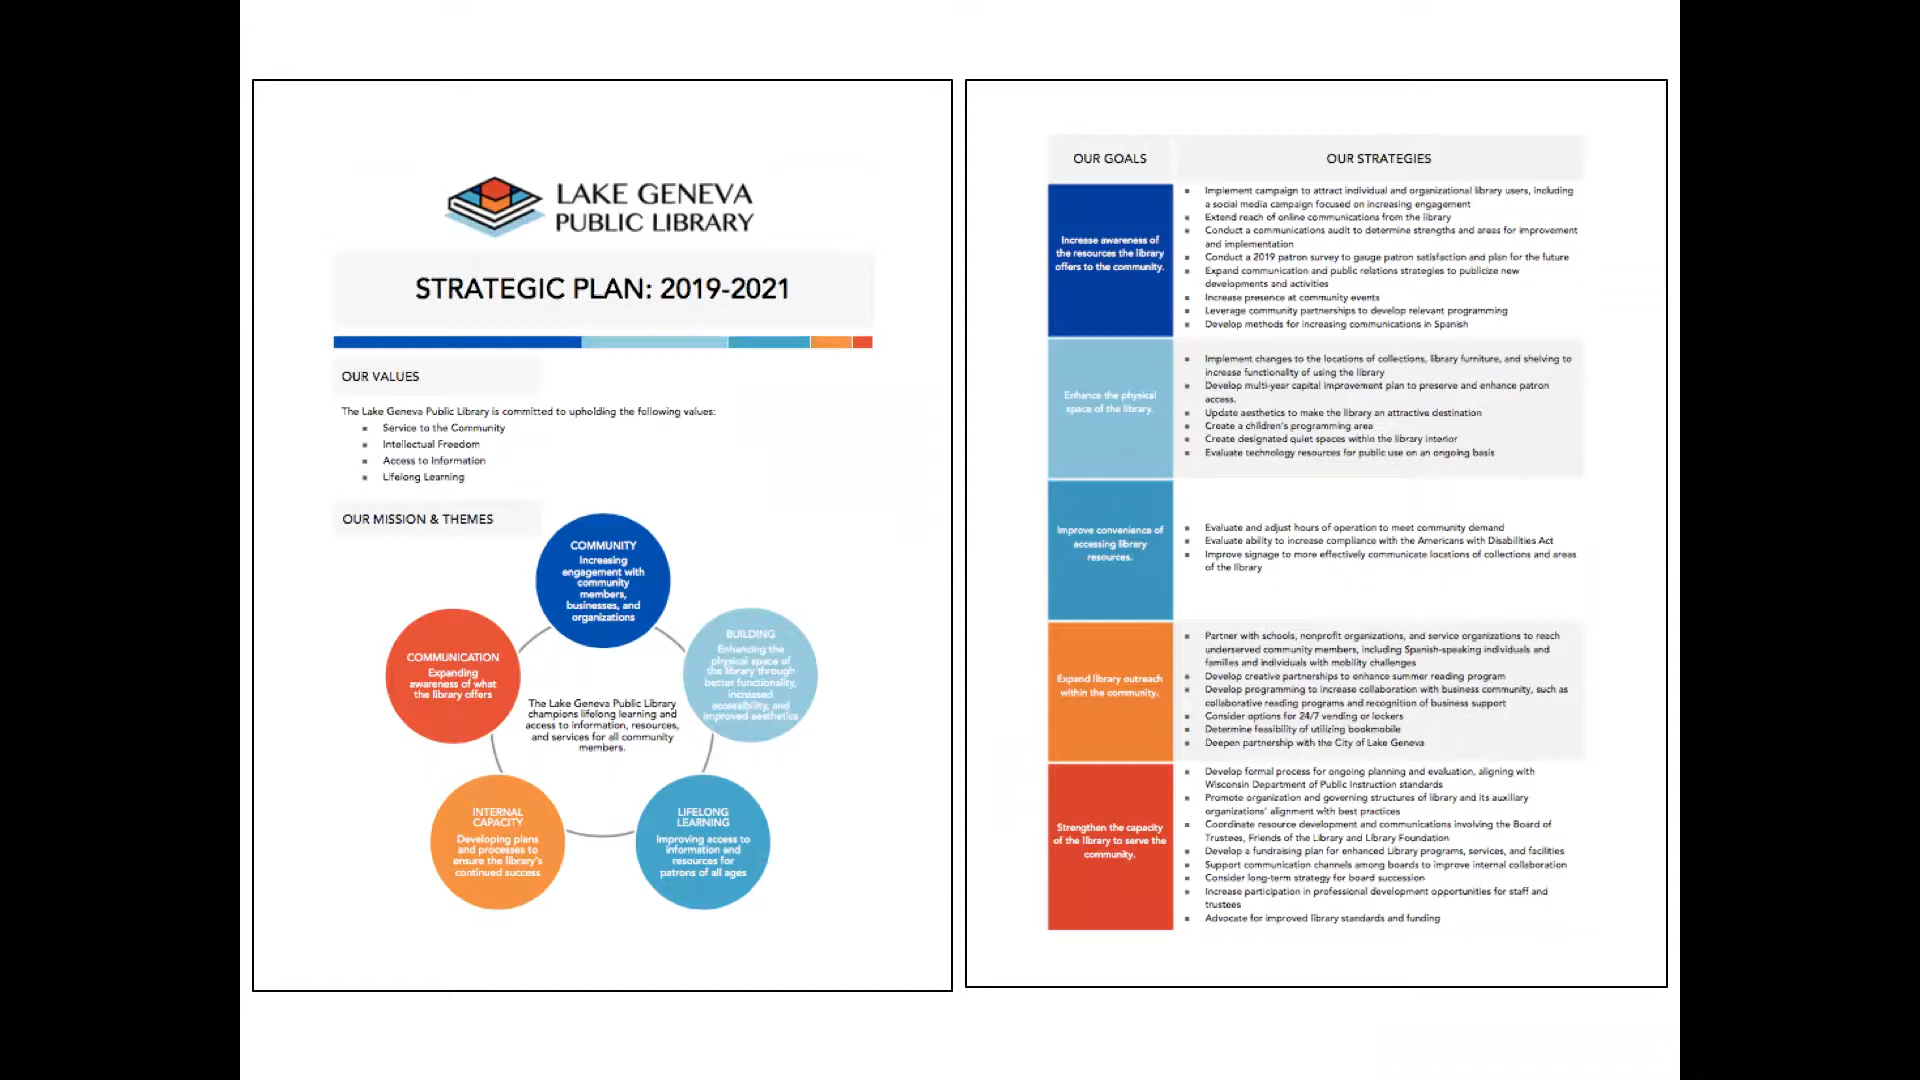 LAKE GENEVA
PUBLIC LIBRARY
STRATEGIC PLAN: 2019-2021
OUR VALUES
The Lake Geneva Public Library is committed to upholding the following values:
▪ Service to the Community
▪ Intellectual Freedom
▪ Access to Information
▪ Lifelong Learning
OUR MISSION & THEMES
COMMUNITY
Increasing
engagement with
community
members,
businesses, and
organizations
BUILDING
Enhancing the
physical space of
the library through
better functionality,
increased
accessibility, and
improved aesthetics
LIFELONG
LEARNING
Improving access to
information and
resources for
patrons of all ages
INTERNAL
CAPACITY
Developing plans
and processes to
ensure the library's
continued success
COMMUNICATION
Expanding
awareness of what
the library offers
The Lake Geneva Public Library
champions lifelong learning and
access to information, resources,
and services for all community
members.
OUR GOALS
OUR STRATEGIES
Increase awareness of
the resources the library
offers to the community.
▪ Implement campaign to attract individual and organizational library users, including
a social media campaign focused on increasing engagement
▪ Extend reach of online communications from the library
▪ Conduct a communications audit to determine strengths and areas for improvement
and implementation
▪ Conduct a 2019 patron survey to gauge patron satisfaction and plan for the future
▪ Expand communication and public relations strategies to publicize new
developments and activities
▪ Increase presence at community events
▪ Leverage community partnerships to develop relevant programming
▪ Develop methods for increasing communications in Spanish
Enhance the physical
space of the library.
▪ Implement changes to the locations of collections, library furniture, and shelving to
increase functionality of using the library
▪ Develop multi-year capital improvement plan to preserve and enhance patron
access.
▪ Update aesthetics to make the library an attractive destination
▪ Create a children's programming area
▪ Create designated quiet spaces within the library interior
▪ Evaluate technology resources for public use on an ongoing basis
Improve convenience of
accessing library
resources.
▪ Evaluate and adjust hours of operation to meet community demand
▪ Evaluate ability to increase compliance with the Americans with Disabilities Act
▪ Improve signage to more effectively communicate locations of collections and areas
of the library
Expand library outreach
within the community.
▪ Partner with schools, nonprofit organizations, and service organizations to reach
underserved community members, including Spanish-speaking individuals and
families and individuals with mobility challenges
▪ Develop creative partnerships to enhance summer reading program
▪ Develop programming to increase collaboration with business community, such as
collaborative reading programs and recognition of business support
▪ Consider options for 24/7 vending or lockers
▪ Determine feasibility of utilizing bookmobile
▪ Deepen partnership with the City of Lake Geneva
Strengthen the capacity
of the library to serve the
community.
▪ Develop formal process for ongoing planning and evaluation, aligning with
Wisconsin Department of Public Instruction standards
▪ Promote organization and governing structures of library and its auxiliary
organizations' alignment with best practices
▪ Coordinate resource development and communications involving the Board of
Trustees, Friends of the Library and Library Foundation
▪ Develop a fundraising plan for enhanced Library programs, services, and facilities
▪ Support communication channels among boards to improve internal collaboration
▪ Consider long-term strategy for board succession
▪ Increase participation in professional development opportunities for staff and
trustees
▪ Advocate for improved library standards and funding